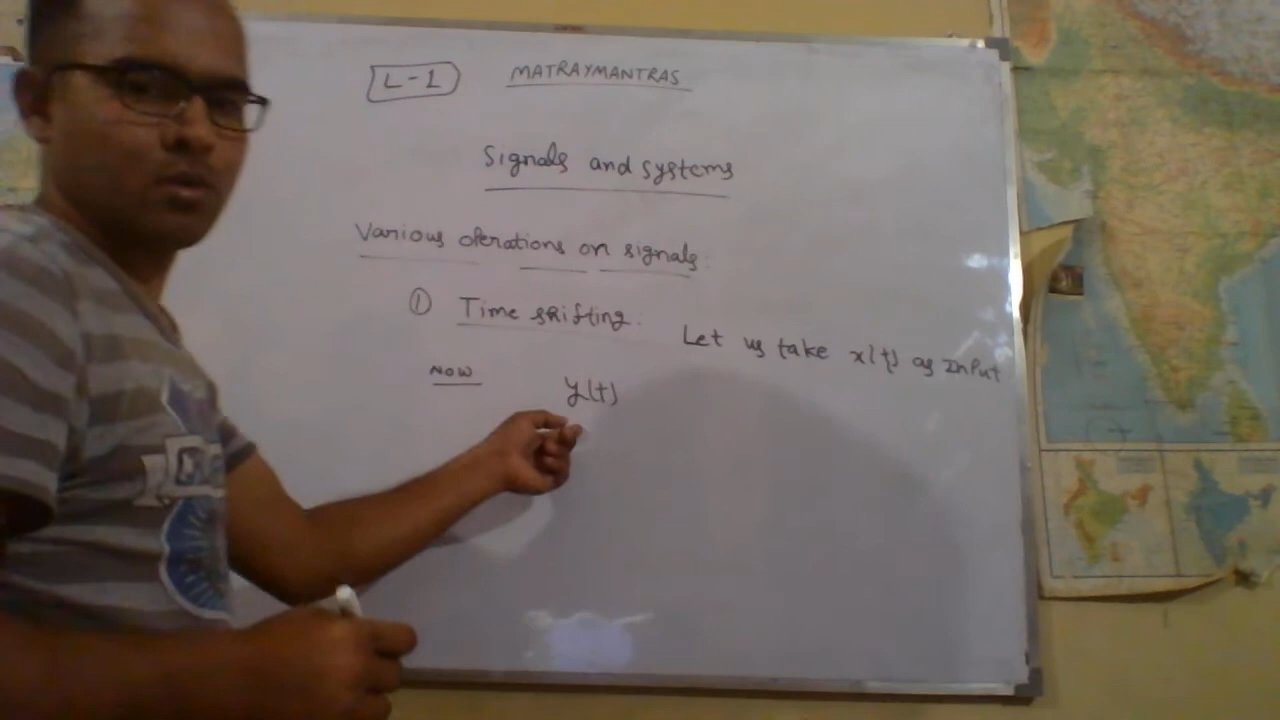 L-1 MATRAYMANTRAS
Signals and systems
Various operations on signals:
① Time shifting:
Let us take x(t) as Input
NOW y(t)